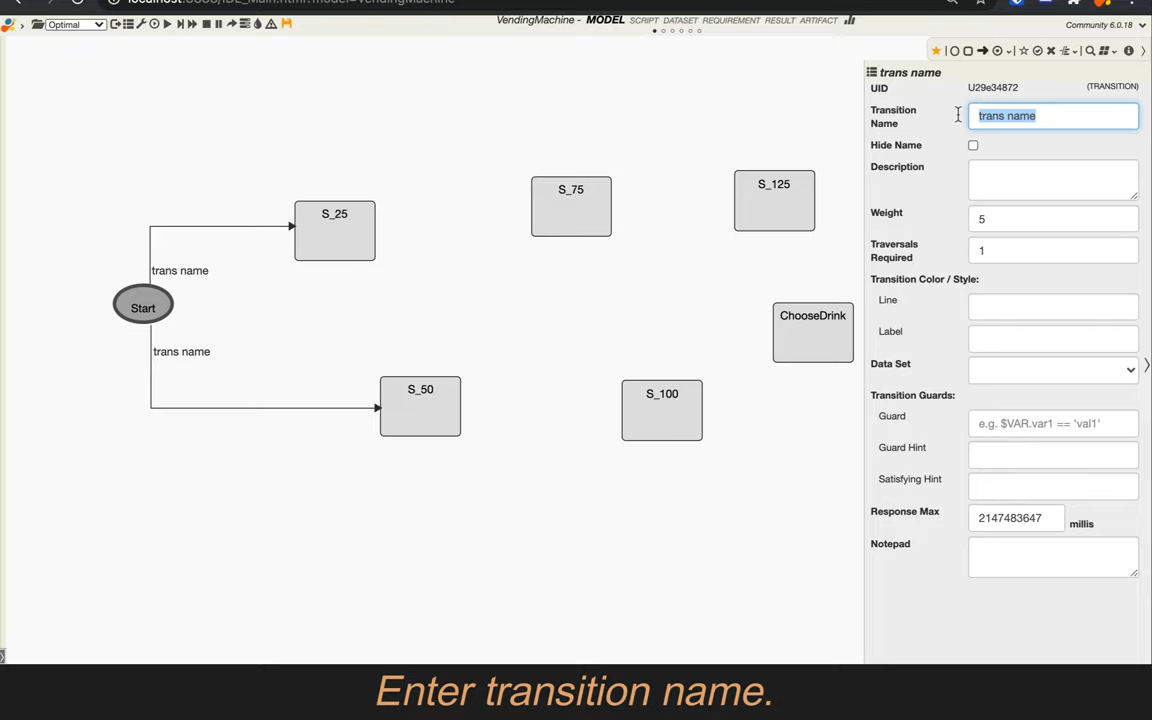 Optimal
VendingMachine - MODEL SCRIPT DATASET REQUIREMENT RESULT ARTIFACT
Community 6.0.18
trans name
UID U29e34872 (TRANSITION)
Transition Name trans name
Hide Name
Description
Weight 5
Traversals Required 1
Transition Color / Style:
Line
Label
Data Set
Transition Guards:
Guard e.g. $VAR.var1 == 'val1'
Guard Hint
Satisfying Hint
Response Max 2147483647 millis
Notepad
S_75
S_125
S_25
trans name
Start
ChooseDrink
trans name
S_50
S_100
Enter transition name.